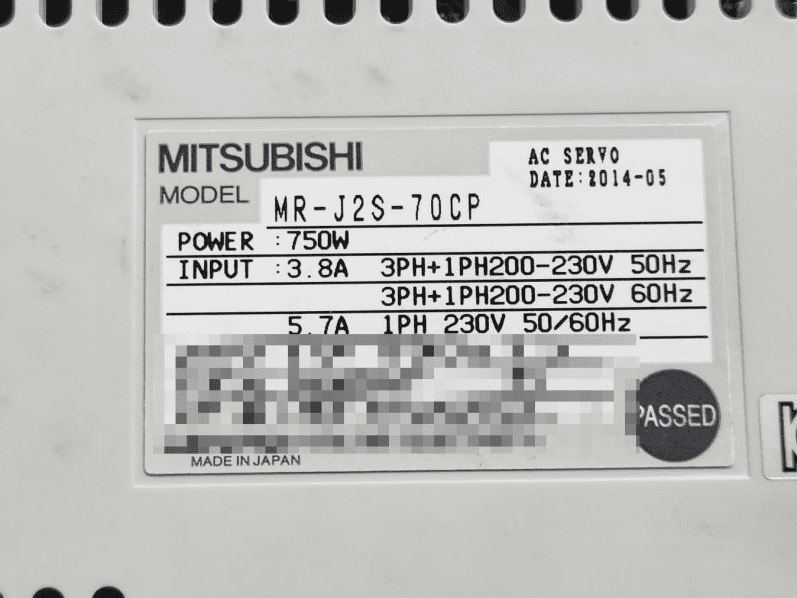 MITSUBISHI
AC SERVO
DATE:2014-05
MODEL MR-J2S-70CP
POWER :750W
INPUT :3.8A 3PH+1PH200-230V 50Hz
3PH+1PH200-230V 60Hz
5.7A 1PH 230V 50/60Hz
PASSED
MADE IN JAPAN